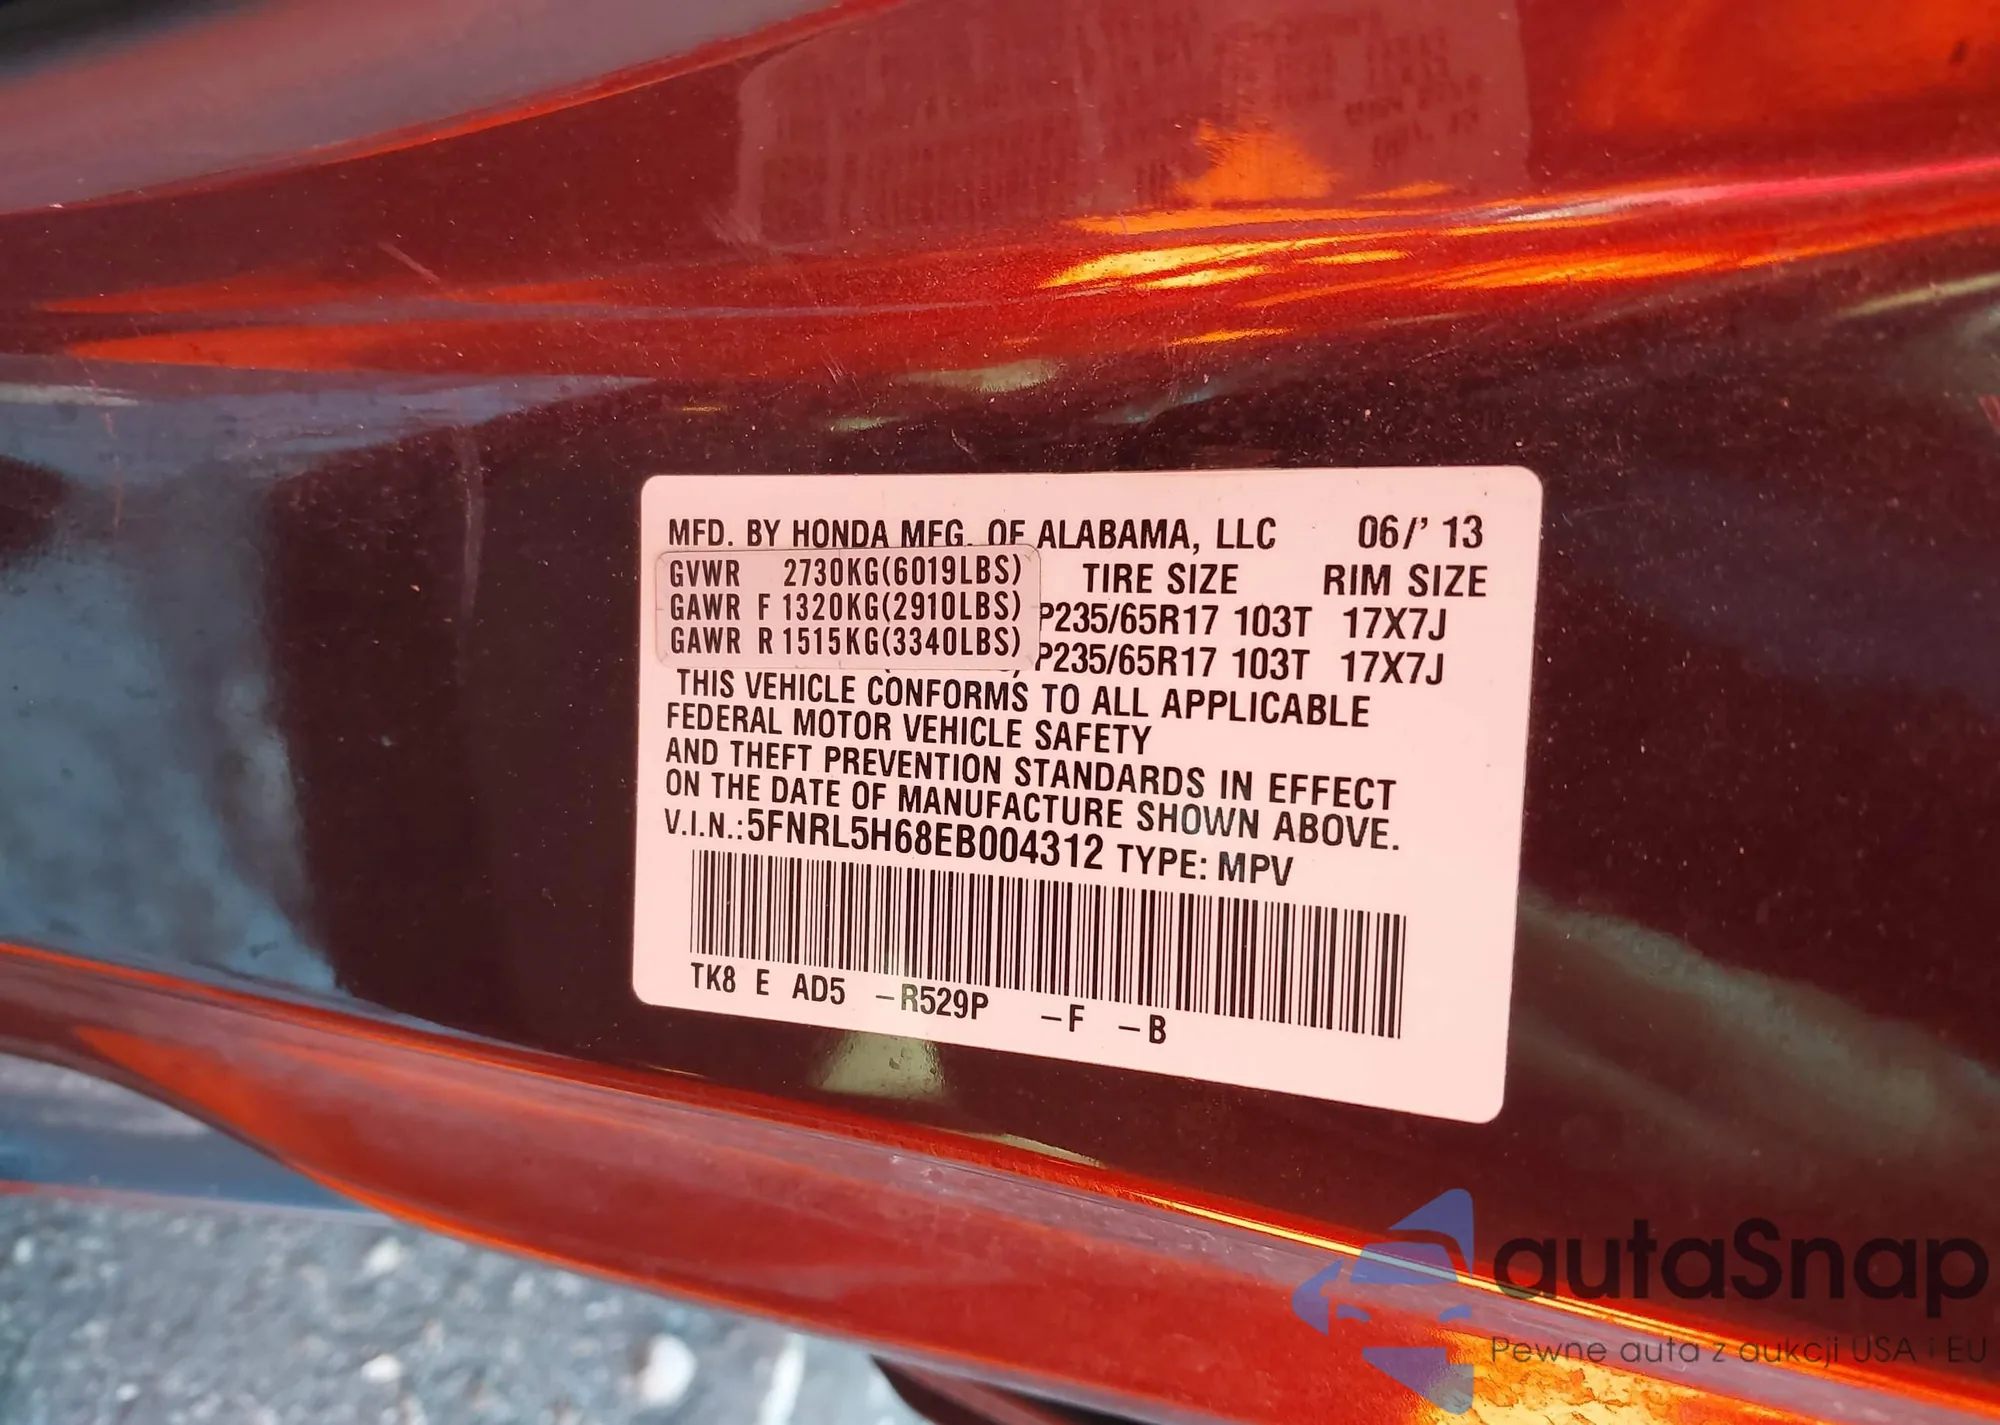 MFD. BY HONDA MFG. OF ALABAMA, LLC 06/' 13
GVWR 2730KG(6019LBS) TIRE SIZE RIM SIZE
GAWR F 1320KG(2910LBS) P235/65R17 103T 17X7J
GAWR R 1515KG(3340LBS) P235/65R17 103T 17X7J
THIS VEHICLE CONFORMS TO ALL APPLICABLE
FEDERAL MOTOR VEHICLE SAFETY
AND THEFT PREVENTION STANDARDS IN EFFECT
ON THE DATE OF MANUFACTURE SHOWN ABOVE.
V.I.N.:5FNRL5H68EB004312 TYPE: MPV
TK8 E AD5 –R529P –F –B
autaSnap
Pewne auta z aukcji USA i EU